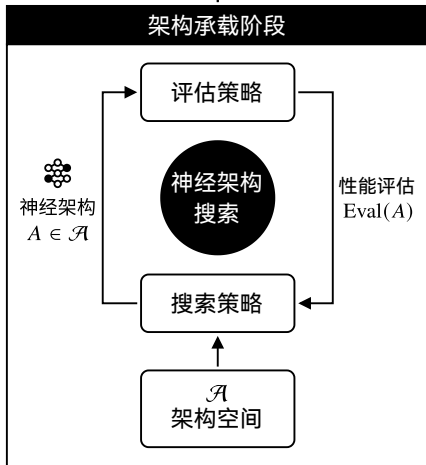 架构承载阶段
评估策略
神经架构
搜索
神经架构
A ∈ 𝒜
性能评估
Eval(A)
搜索策略
𝒜
架构空间